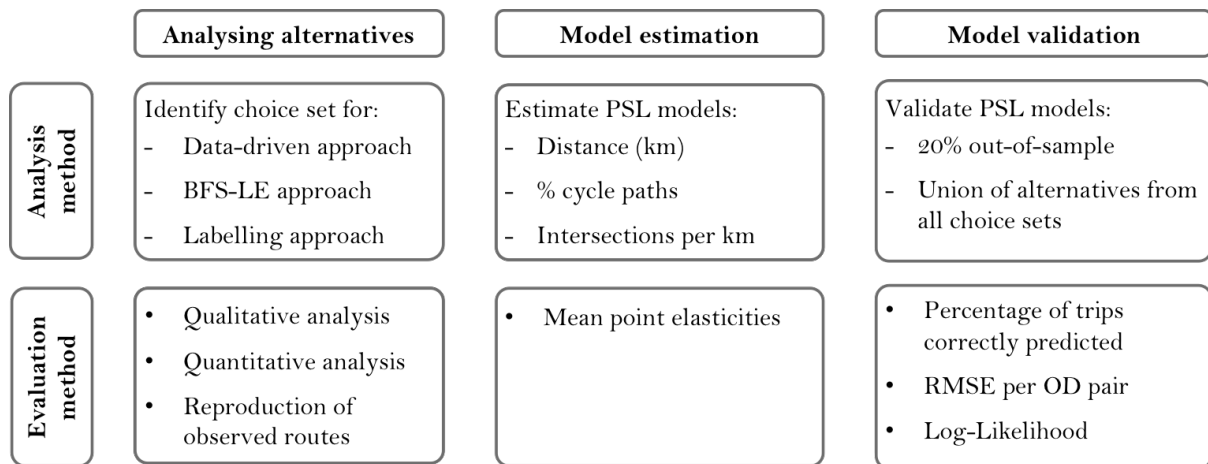 Analysing alternatives
Model estimation
Model validation
Analysis
method
Identify choice set for:
- Data-driven approach
- BFS-LE approach
- Labelling approach
Estimate PSL models:
- Distance (km)
- % cycle paths
- Intersections per km
Validate PSL models:
- 20% out-of-sample
- Union of alternatives from
all choice sets
Evaluation
method
• Qualitative analysis
• Quantitative analysis
• Reproduction of
observed routes
• Mean point elasticities
• Percentage of trips
correctly predicted
• RMSE per OD pair
• Log-Likelihood